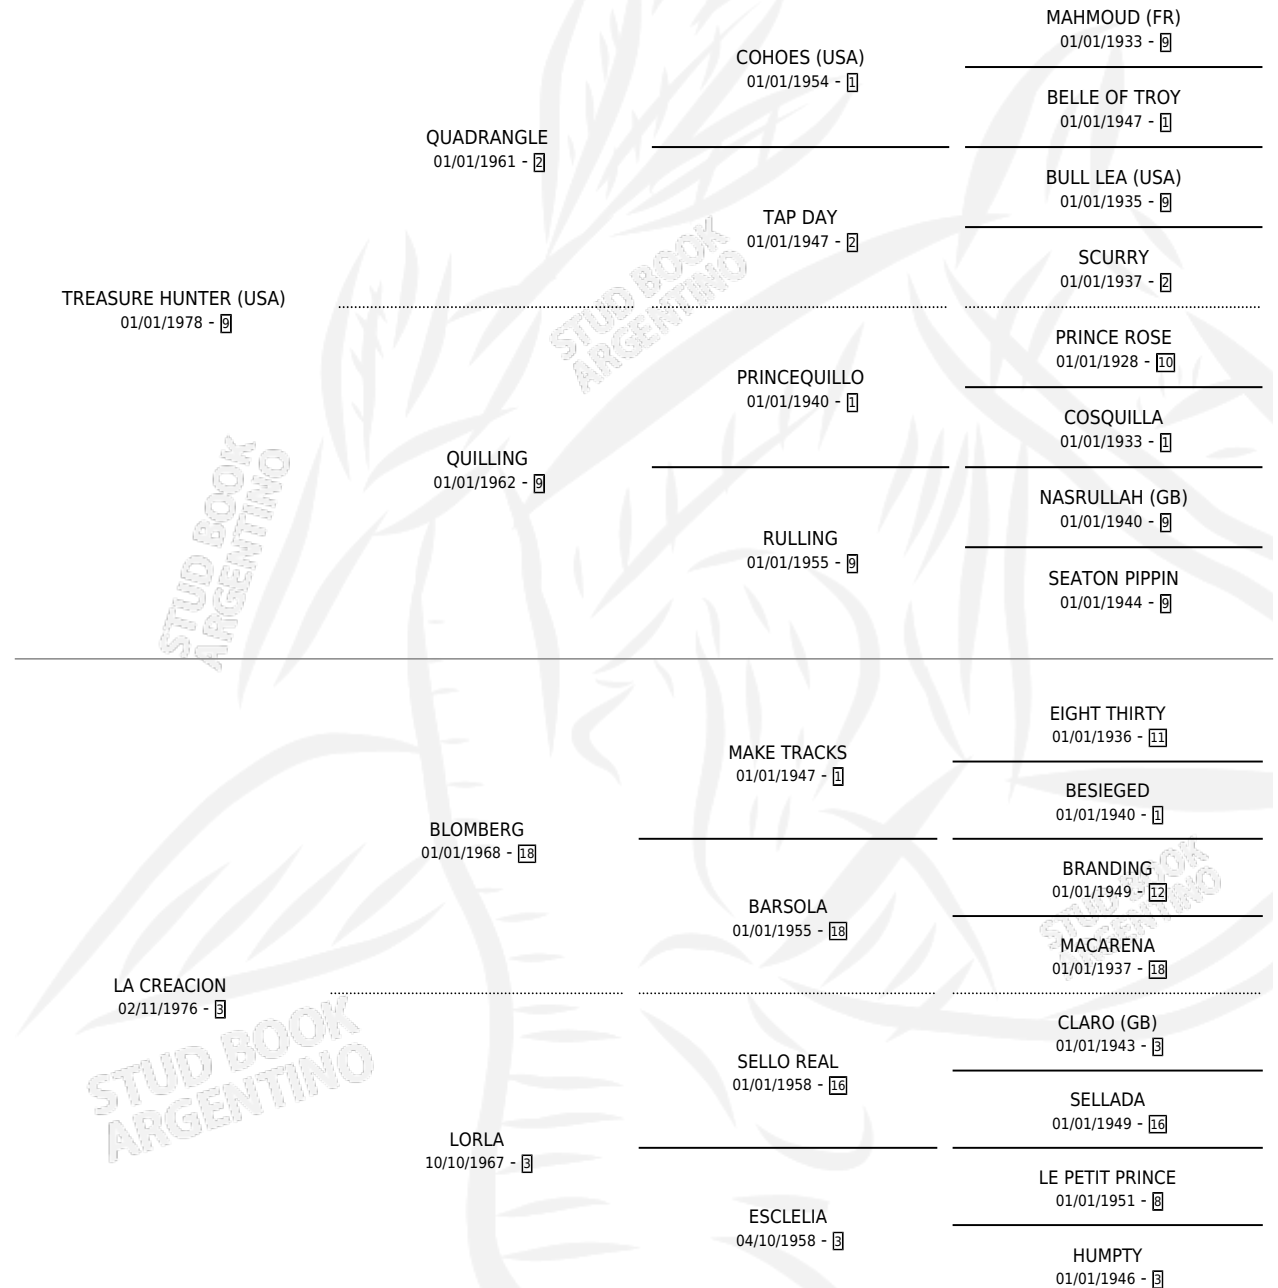 MAHMOUD (FR)
01/01/1933 - 9
COHOES (USA)
01/01/1954 - 1
BELLE OF TROY
01/01/1947 - 1
QUADRANGLE
01/01/1961 - 2
BULL LEA (USA)
01/01/1935 - 9
TAP DAY
01/01/1947 - 2
SCURRY
01/01/1937 - 2
TREASURE HUNTER (USA)
01/01/1978 - 9
PRINCE ROSE
01/01/1928 - 10
PRINCEQUILLO
01/01/1940 - 1
COSQUILLA
01/01/1933 - 1
QUILLING
01/01/1962 - 9
NASRULLAH (GB)
01/01/1940 - 9
RULLING
01/01/1955 - 9
SEATON PIPPIN
01/01/1944 - 9
EIGHT THIRTY
01/01/1936 - 11
MAKE TRACKS
01/01/1947 - 1
BESIEGED
01/01/1940 - 1
BLOMBERG
01/01/1968 - 18
BRANDING
01/01/1949 - 12
BARSOLA
01/01/1955 - 18
MACARENA
01/01/1937 - 18
LA CREACION
02/11/1976 - 3
CLARO (GB)
01/01/1943 - 3
SELLO REAL
01/01/1958 - 16
SELLADA
01/01/1949 - 16
LORLA
10/10/1967 - 3
LE PETIT PRINCE
01/01/1951 - 8
ESCLELIA
04/10/1958 - 3
HUMPTY
01/01/1946 - 3
STUD BOOK
ARGENTINO
STUD BOOK
ARGENTINO
STUD BOOK
ARGENTINO
STUD BOOK
ARGENTINO